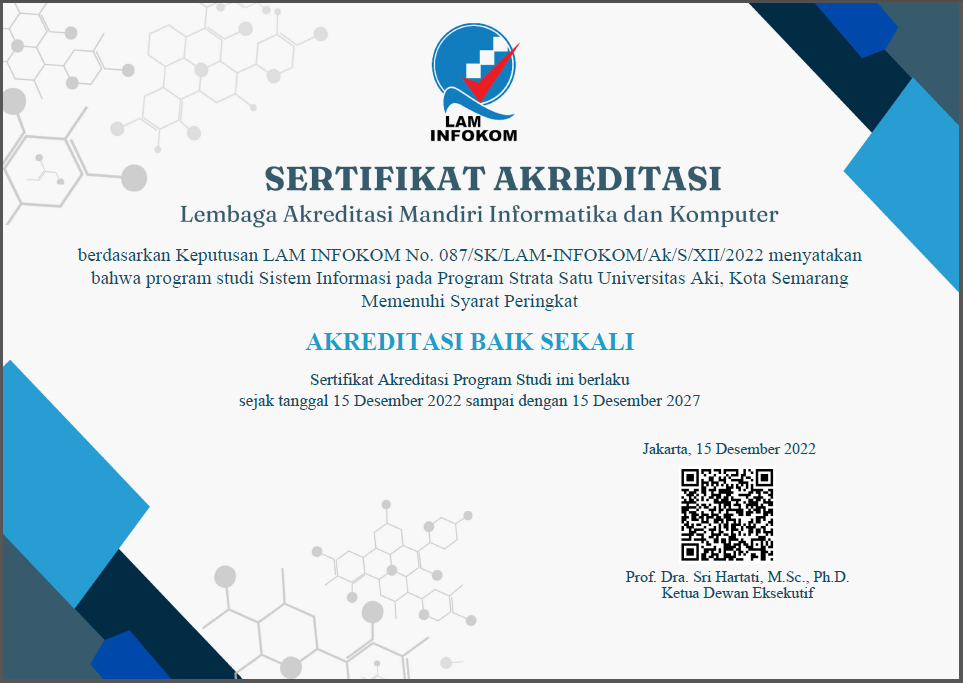 LAM
INFOKOM
SERTIFIKAT AKREDITASI
Lembaga Akreditasi Mandiri Informatika dan Komputer
berdasarkan Keputusan LAM INFOKOM No. 087/SK/LAM-INFOKOM/Ak/S/XII/2022 menyatakan
bahwa program studi Sistem Informasi pada Program Strata Satu Universitas Aki, Kota Semarang
Memenuhi Syarat Peringkat
AKREDITASI BAIK SEKALI
Sertifikat Akreditasi Program Studi ini berlaku
sejak tanggal 15 Desember 2022 sampai dengan 15 Desember 2027
Jakarta, 15 Desember 2022
Prof. Dra. Sri Hartati, M.Sc., Ph.D.
Ketua Dewan Eksekutif